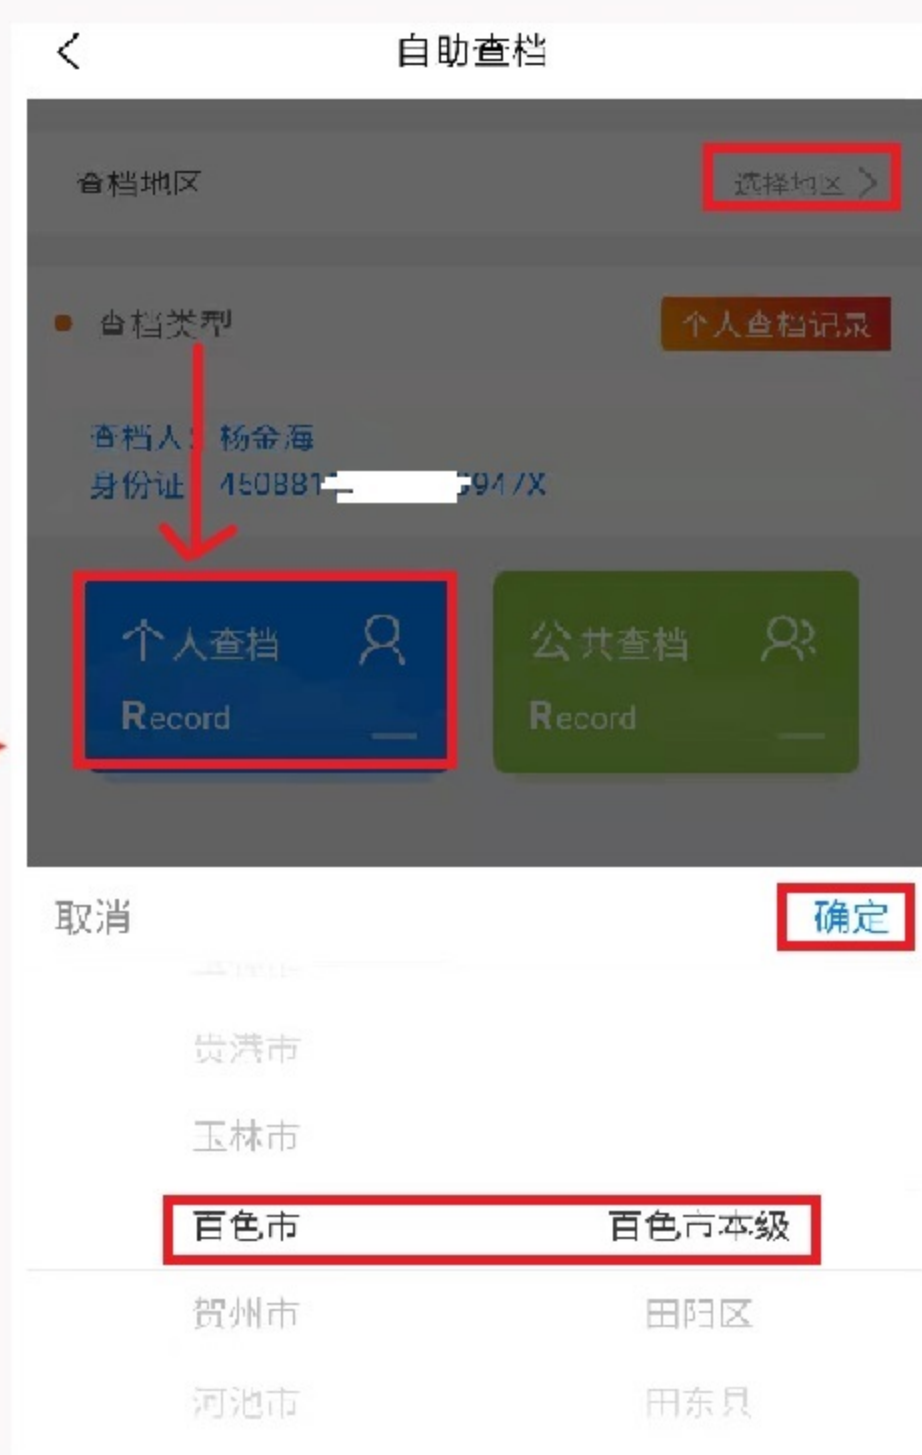 自助查档
查档地区 选择地区
查档类型 个人查档记录
查档人：杨金海
身份证 450881 947X
个人查档 公共查档
Record Record
取消 确定
贵港市
玉林市
百色市 百色市本级
贺州市 田阳区
河池市 田东县